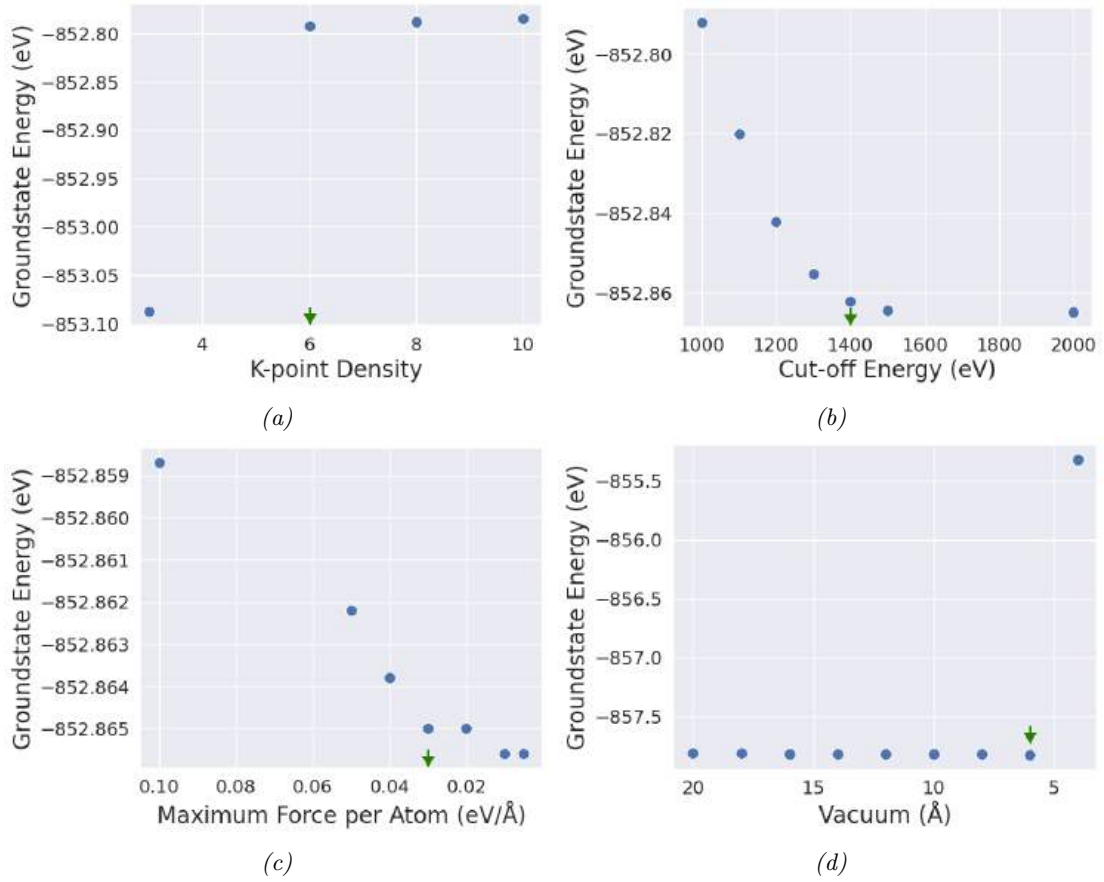 Groundstate Energy (eV)
−852.80
−852.85
−852.90
−852.95
−853.00
−853.05
−853.10
4 6 8 10
K-point Density
(a)
Groundstate Energy (eV)
−852.80
−852.82
−852.84
−852.86
1000 1200 1400 1600 1800 2000
Cut-off Energy (eV)
(b)
Groundstate Energy (eV)
−852.859
−852.860
−852.861
−852.862
−852.863
−852.864
−852.865
0.10 0.08 0.06 0.04 0.02
Maximum Force per Atom (eV/Å)
(c)
Groundstate Energy (eV)
−855.5
−856.0
−856.5
−857.0
−857.5
20 15 10 5
Vacuum (Å)
(d)